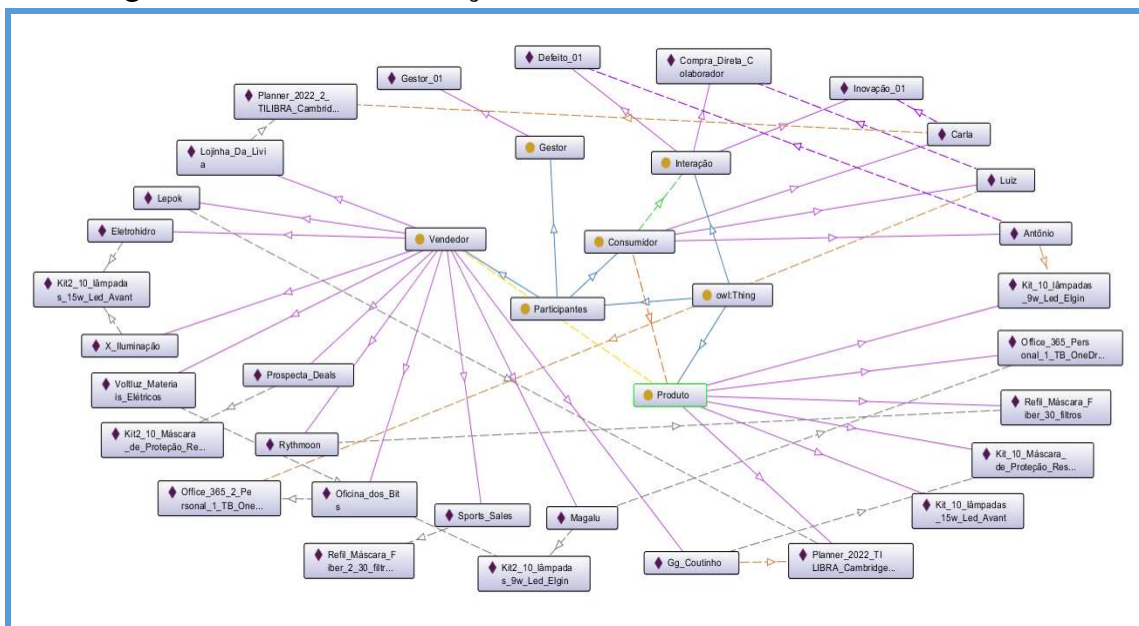 Defeito_01
Compra_Direta_C
olaborador
Gestor_01
Inovação_01
Planner_2022_2_
TILIBRA_Cambrid...
Carla
Lojinha_Da_Livi
a
Gestor
Interação
Luiz
Lepok
Eletrohidro
Vendedor
Consumidor
Antônio
Kit2_10_lâmpada
s_15w_Led_Avant
Participantes
owl:Thing
Kit_10_lâmpadas
_9w_Led_Elgin
X_Iluminação
Office_365_Pers
onal_1_TB_OneDr...
Voltluz_Materia
is_Elétricos
Prospecta_Deals
Produto
Refil_Máscara_F
iber_30_filtros
Kit2_10_Máscara
_de_Proteção_Re...
Rythmoon
Kit_10_Máscara_
de_Proteção_Res...
Office_365_2_Pe
rsonal_1_TB_One...
Oficina_dos_Bit
s
Sports_Sales
Magalu
Kit_10_lâmpadas
_15w_Led_Avant
Refil_Máscara_F
iber_2_30_filtr...
Kit2_10_lâmpada
s_9w_Led_Elgin
Gg_Coutinho
Planner_2022_TI
LIBRA_Cambridge...